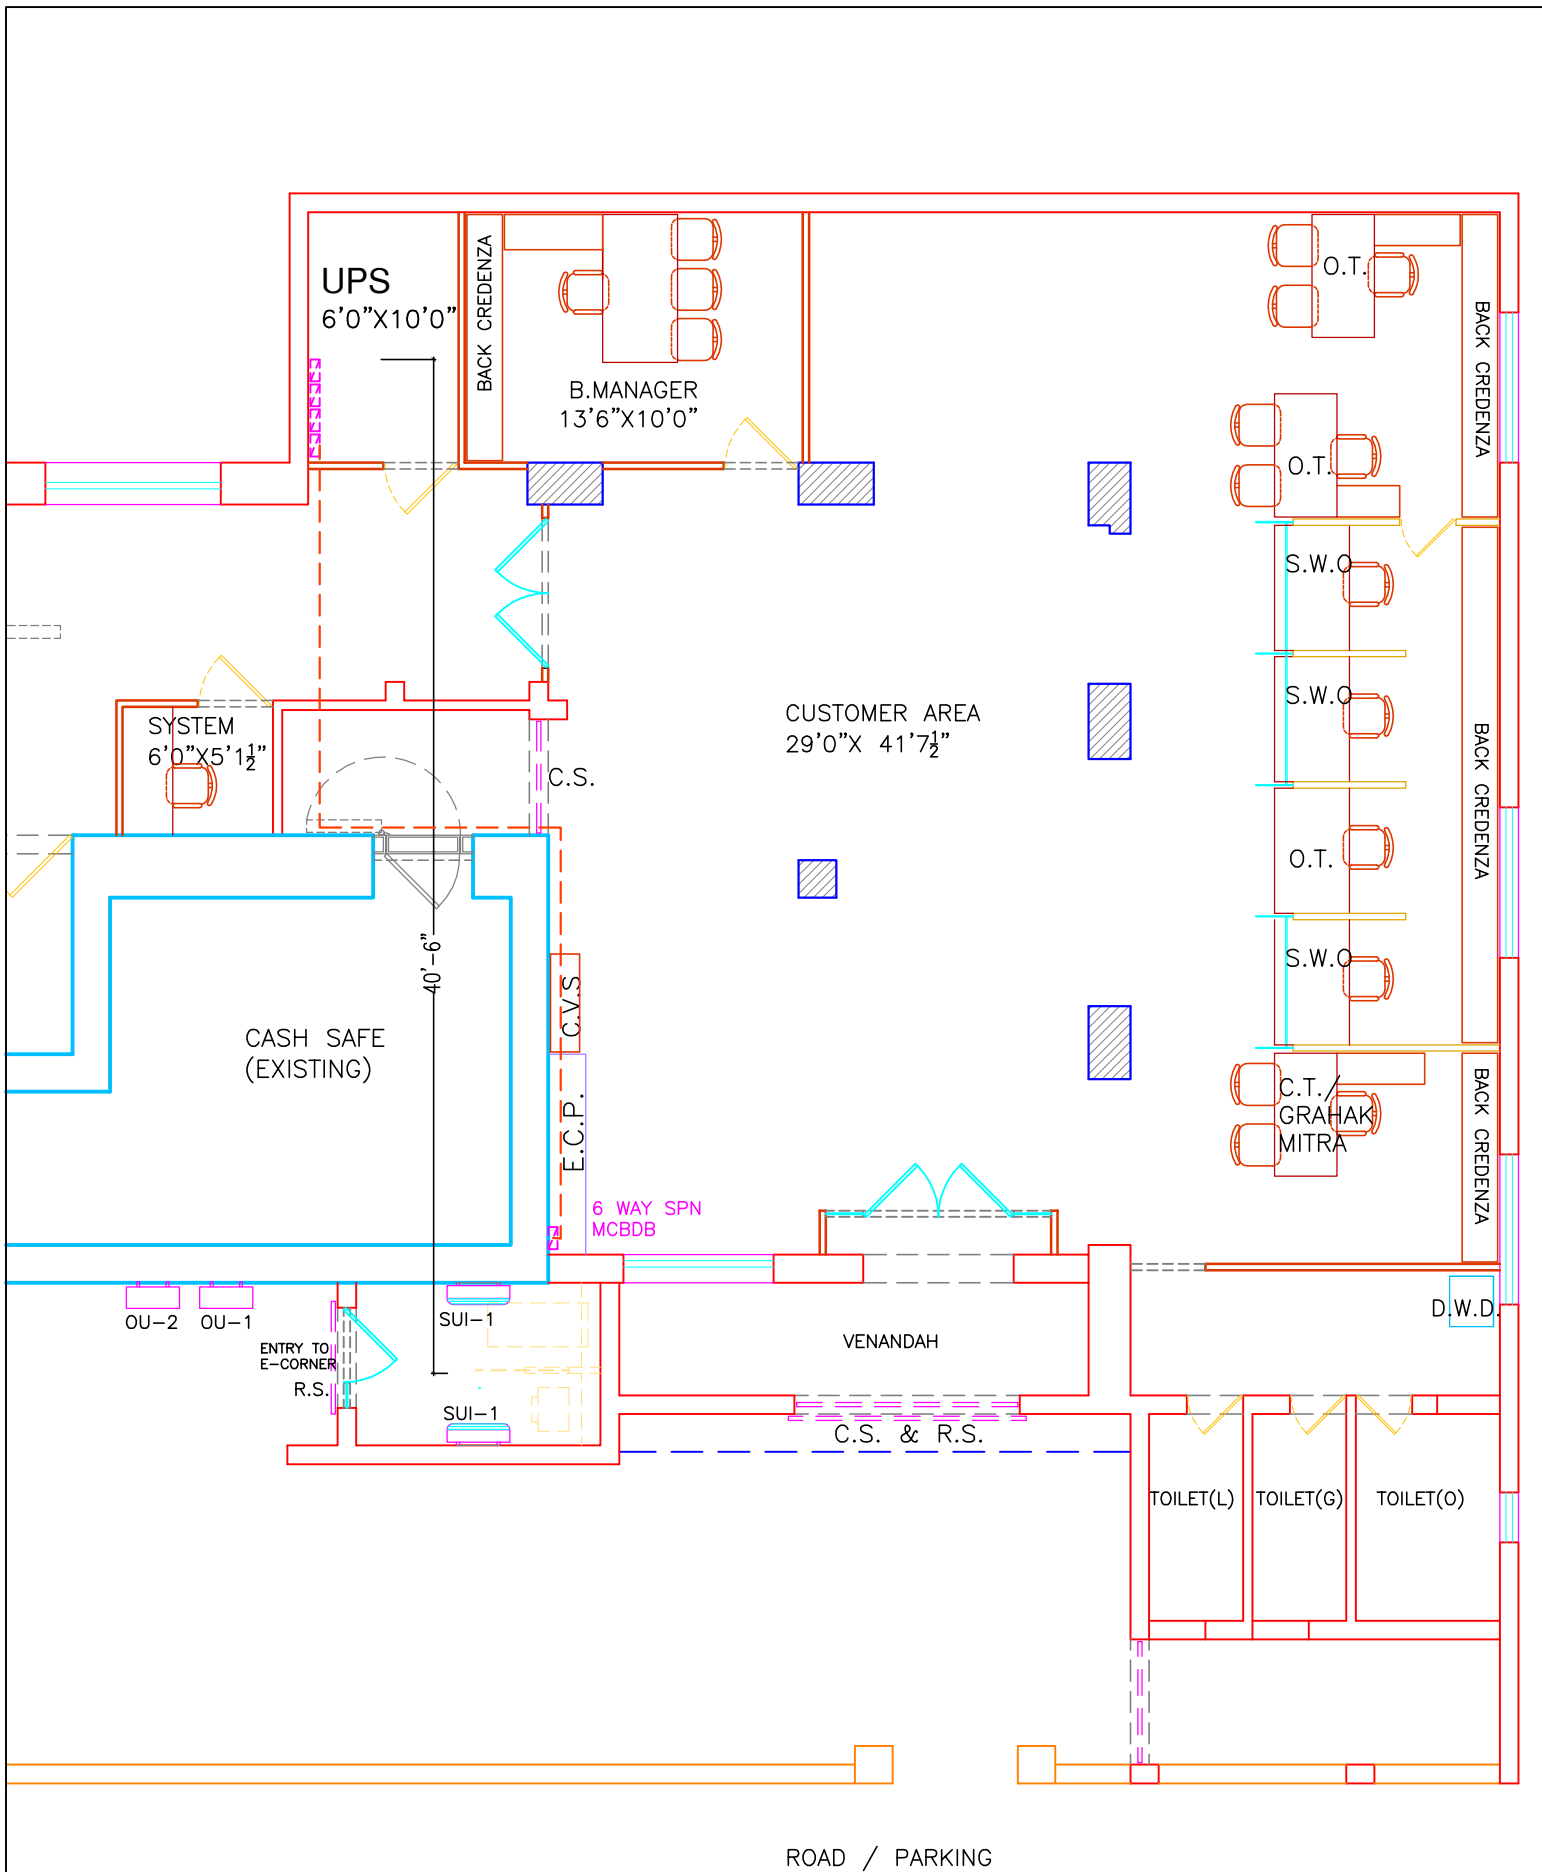 UPS
6'0"X10'0"
BACK CREDENZA
B.MANAGER
13'6"X10'0"
O.T.
BACK CREDENZA
O.T.
S.W.O
S.W.O
O.T.
S.W.O
BACK CREDENZA
C.T./
GRAHAK
MITRA
BACK CREDENZA
SYSTEM
6'0"X5'1½"
C.S.
CUSTOMER AREA
29'0"X 41'7½"
40'-6"
CASH SAFE
(EXISTING)
C.V.S
E.C.P.
6 WAY SPN
MCBDB
OU-2
OU-1
SUI-1
ENTRY TO
E-CORNER
R.S.
SUI-1
VENANDAH
C.S. & R.S.
D.W.D.
TOILET(L)
TOILET(G)
TOILET(O)
ROAD / PARKING